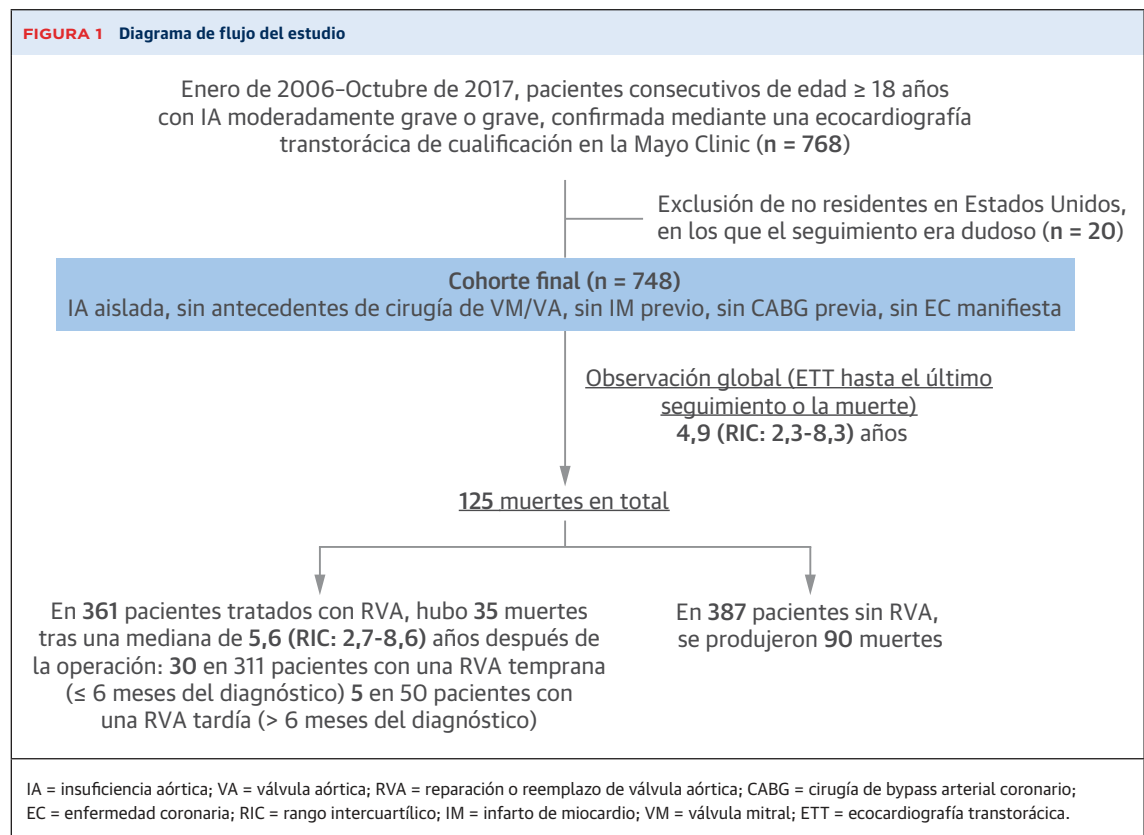 FIGURA 1 Diagrama de flujo del estudio
Enero de 2006-Octubre de 2017, pacientes consecutivos de edad ≥ 18 años
con IA moderadamente grave o grave, confirmada mediante una ecocardiografía
transtorácica de cualificación en la Mayo Clinic (n = 768)
Exclusión de no residentes en Estados Unidos,
en los que el seguimiento era dudoso (n = 20)
Cohorte final (n = 748)
IA aislada, sin antecedentes de cirugía de VM/VA, sin IM previo, sin CABG previa, sin EC manifiesta
Observación global (ETT hasta el último
seguimiento o la muerte)
4,9 (RIC: 2,3-8,3) años
125 muertes en total
En 361 pacientes tratados con RVA, hubo 35 muertes
tras una mediana de 5,6 (RIC: 2,7-8,6) años después de
la operación: 30 en 311 pacientes con una RVA temprana
(≤ 6 meses del diagnóstico) 5 en 50 pacientes con
una RVA tardía (> 6 meses del diagnóstico)
En 387 pacientes sin RVA,
se produjeron 90 muertes
IA = insuficiencia aórtica; VA = válvula aórtica; RVA = reparación o reemplazo de válvula aórtica; CABG = cirugía de bypass arterial coronario;
EC = enfermedad coronaria; RIC = rango intercuartílico; IM = infarto de miocardio; VM = válvula mitral; ETT = ecocardiografía transtorácica.